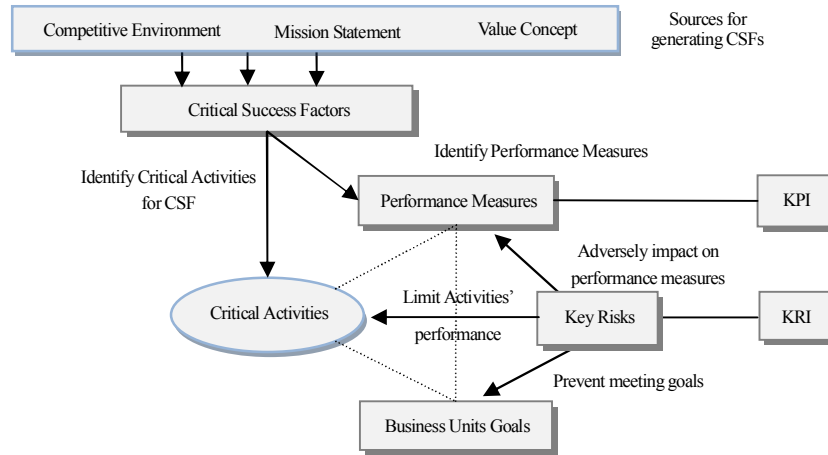 Competitive Environment Mission Statement Value Concept
Sources for
generating CSFs
Critical Success Factors
Identify Performance Measures
Identify Critical Activities
for CSF
Performance Measures
KPI
Adversely impact on
performance measures
Limit Activities’
performance
Critical Activities
Key Risks
KRI
Prevent meeting goals
Business Units Goals